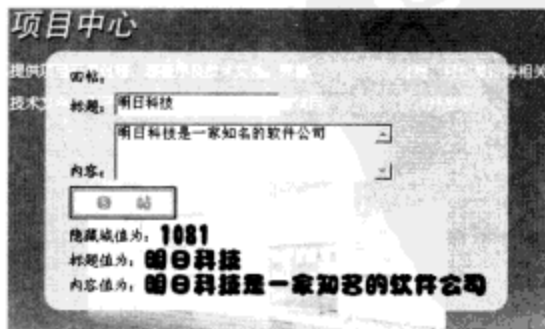 项目中心
回帖:
标题: 明日科技
明日科技是一家知名的软件公司
内容:
回 帖
隐藏域值为: 1081
标题值为: 明日科技
内容值为: 明日科技是一家知名的软件公司